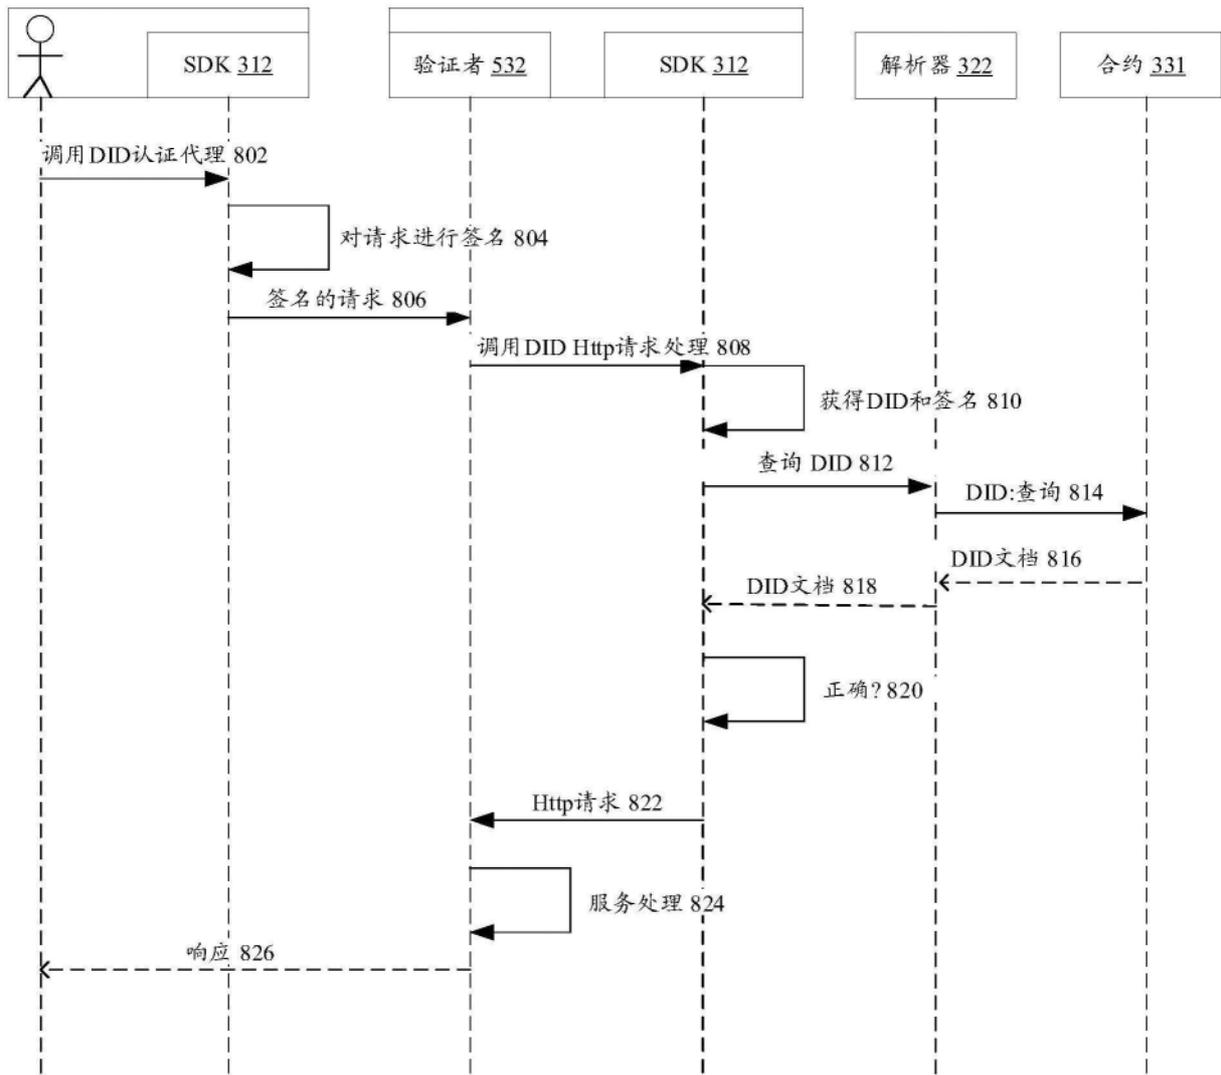 SDK 312
验证者 532
SDK 312
解析器 322
合约 331
调用DID认证代理 802
对请求进行签名 804
签名的请求 806
调用DID Http请求处理 808
获得DID和签名 810
查询 DID 812
DID:查询 814
DID文档 816
DID文档 818
正确? 820
Http请求 822
服务处理 824
响应 826